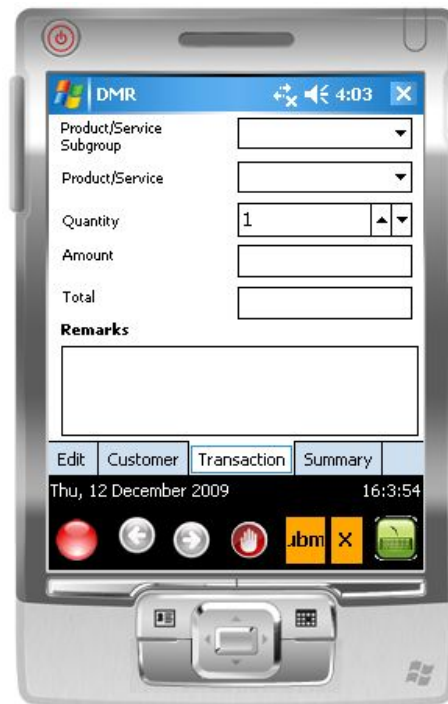 DMR 4:03 X
Product/Service
Subgroup
Product/Service
Quantity 1
Amount
Total
Remarks
Edit Customer Transaction Summary
Thu, 12 December 2009 16:3:54
ubm X